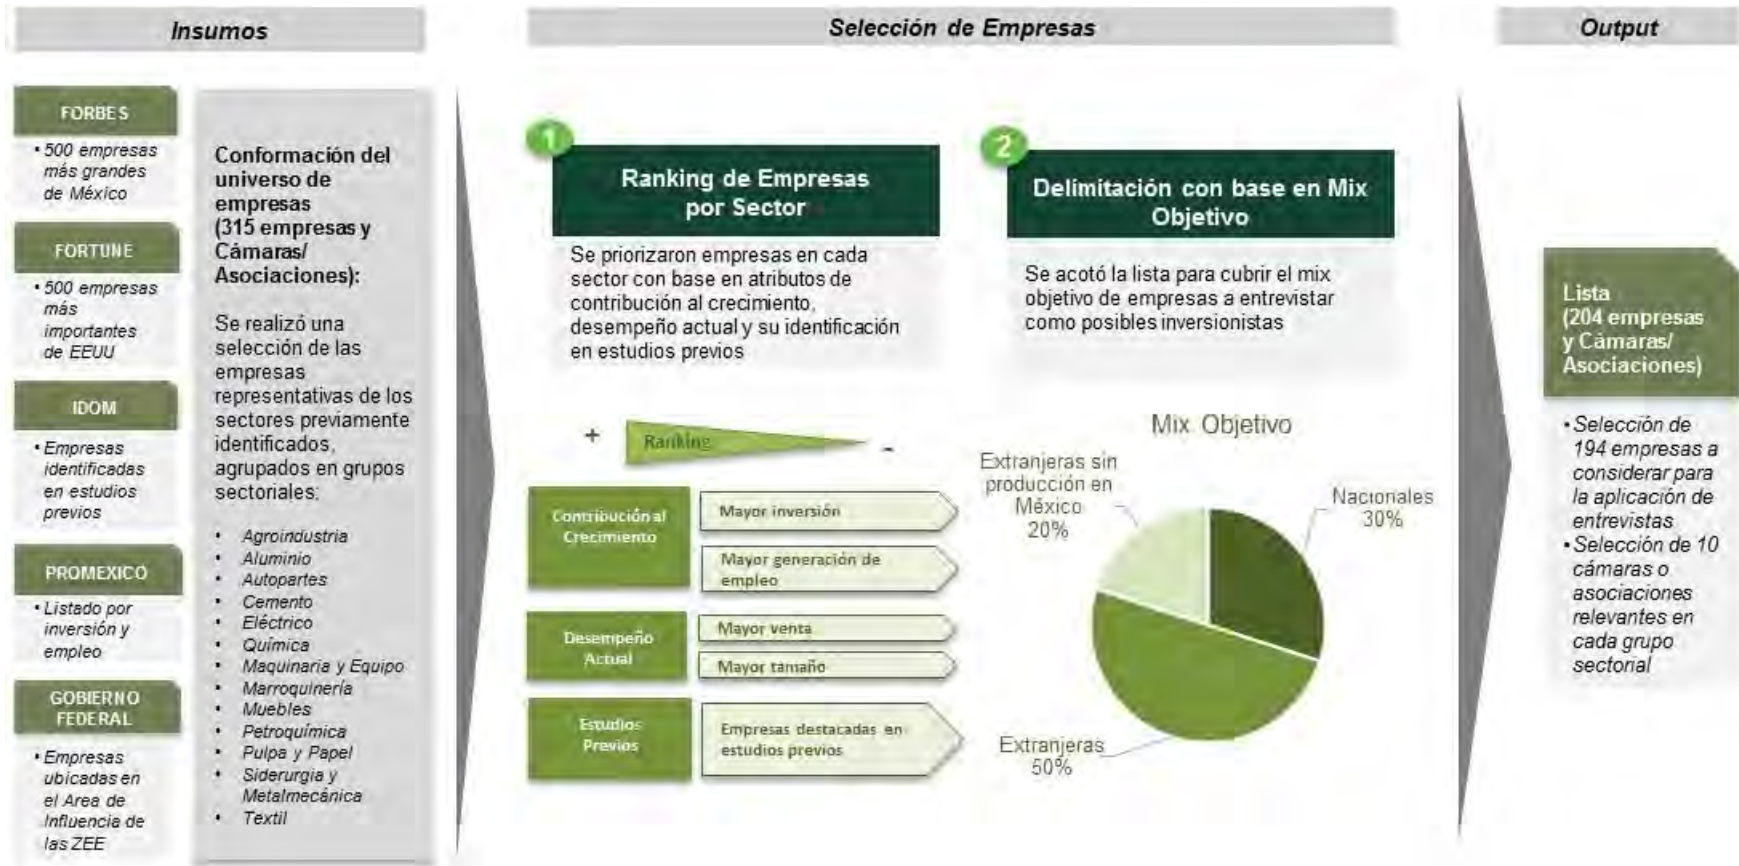 Insumos
Selección de Empresas
Output
FORBES
• 500 empresas
más grandes
de México
FORTUNE
• 500 empresas
más
importantes
de EEUU
IDOM
• Empresas
identificadas
en estudios
previos
PROMEXICO
• Listado por
inversión y
empleo
GOBIERNO
FEDERAL
• Empresas
ubicadas en
el Area de
Influencia de
las ZEE
Conformación del
universo de
empresas
(315 empresas y
Cámaras/
Asociaciones):
Se realizó una
selección de las
empresas
representativas de los
sectores previamente
identificados,
agrupados en grupos
sectoriales:
• Agroindustria
• Aluminio
• Autopartes
• Cemento
• Eléctrico
• Química
• Maquinaria y Equipo
• Marroquinería
• Muebles
• Petroquímica
• Pulpa y Papel
• Siderurgia y
Metalmecánica
• Textil
1
Ranking de Empresas
por Sector
Se priorizaron empresas en cada
sector con base en atributos de
contribución al crecimiento,
desempeño actual y su identificación
en estudios previos
+ Ranking -
Contribución al
Crecimiento
Mayor inversión
Mayor generación de
empleo
Desempeño
Actual
Mayor venta
Mayor tamaño
Estudios
Previos
Empresas destacadas en
estudios previos
2
Delimitación con base en Mix
Objetivo
Se acotó la lista para cubrir el mix
objetivo de empresas a entrevistar
como posibles inversionistas
Mix Objetivo
Extranjeras sin
producción en
México
20%
Nacionales
30%
Extranjeras
50%
Lista
(204 empresas
y Cámaras/
Asociaciones)
• Selección de
194 empresas a
considerar para
la aplicación de
entrevistas
• Selección de 10
cámaras o
asociaciones
relevantes en
cada grupo
sectorial